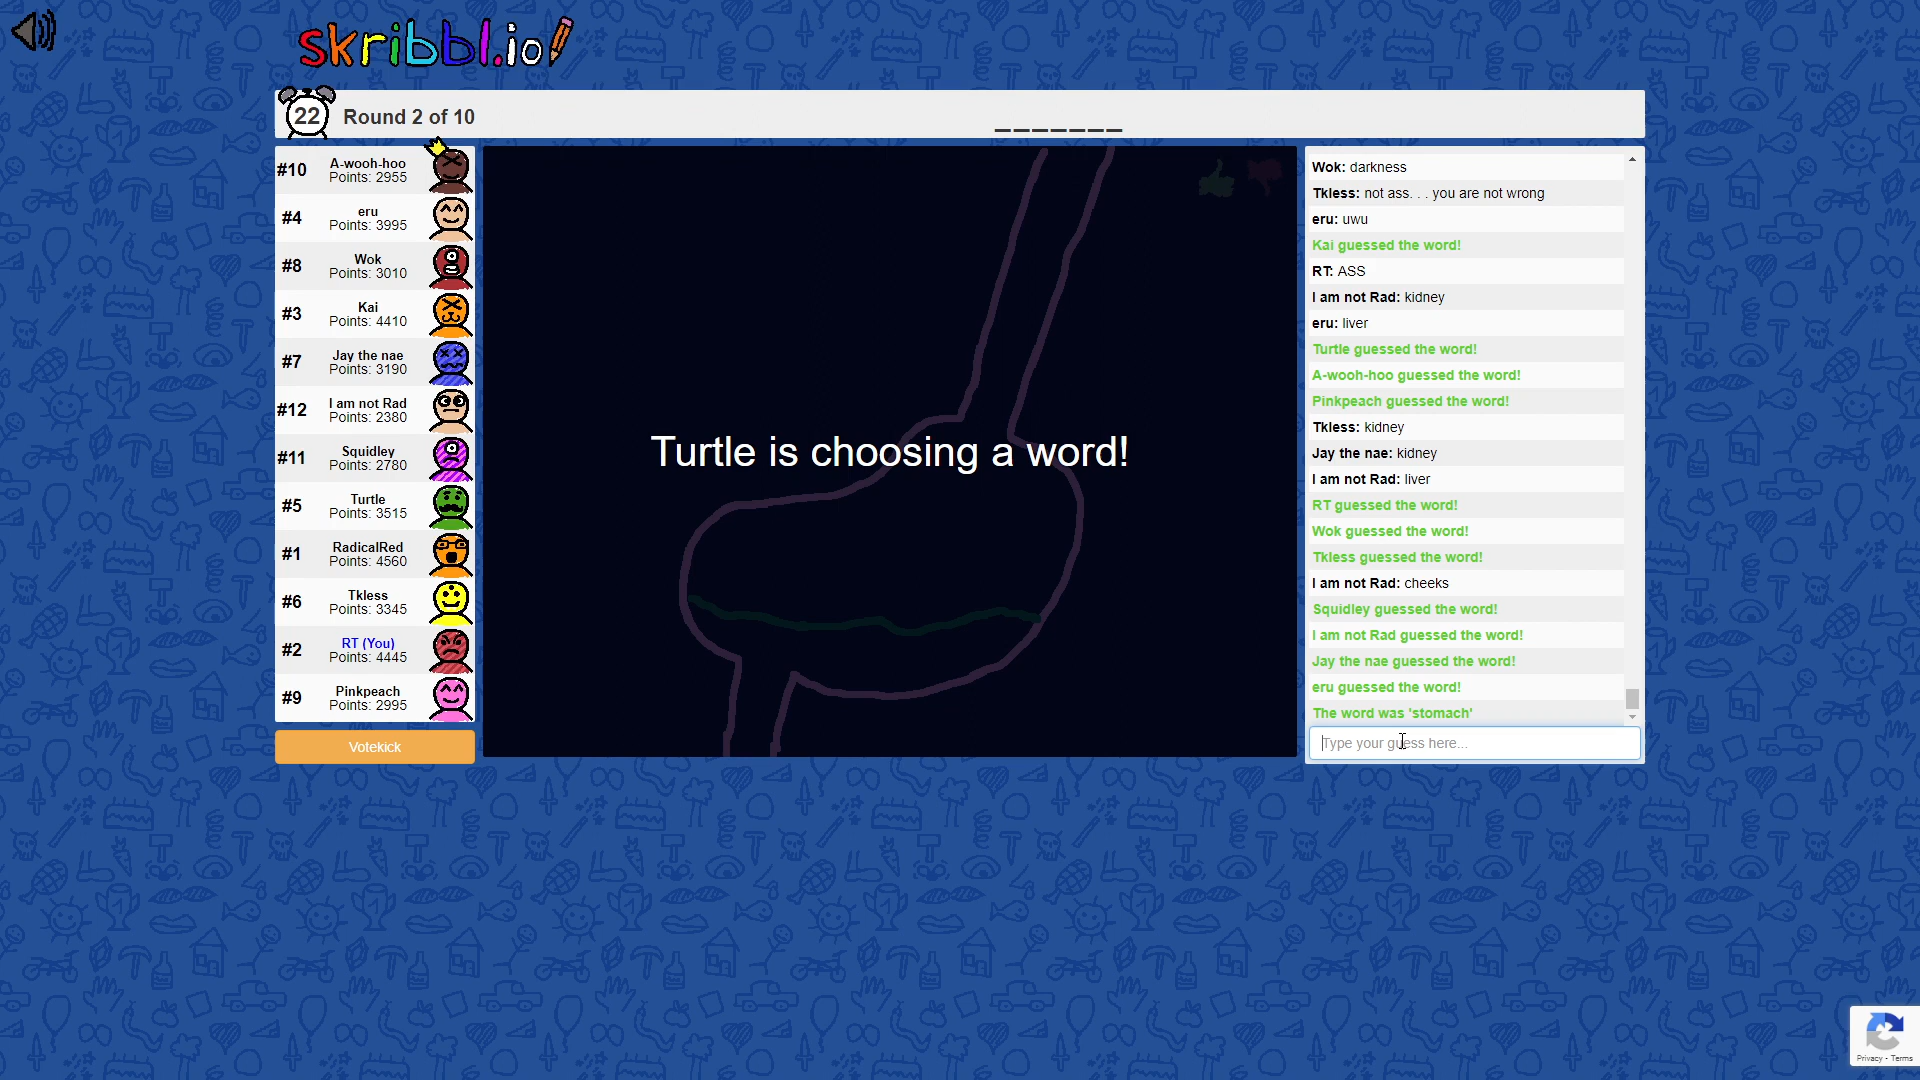 skribbl.io
22
Round 2 of 10
_______
#10
A-wooh-hoo
Points: 2955
#4
eru
Points: 3995
#8
Wok
Points: 3010
#3
Kai
Points: 4410
#7
Jay the nae
Points: 3190
#12
I am not Rad
Points: 2380
#11
Squidley
Points: 2780
#5
Turtle
Points: 3515
#1
RadicalRed
Points: 4560
#6
Tkless
Points: 3345
#2
RT (You)
Points: 4445
#9
Pinkpeach
Points: 2995
Votekick
Turtle is choosing a word!
Wok: darkness
Tkless: not ass. . . you are not wrong
eru: uwu
Kai guessed the word!
RT: ASS
I am not Rad: kidney
eru: liver
Turtle guessed the word!
A-wooh-hoo guessed the word!
Pinkpeach guessed the word!
Tkless: kidney
Jay the nae: kidney
I am not Rad: liver
RT guessed the word!
Wok guessed the word!
Tkless guessed the word!
I am not Rad: cheeks
Squidley guessed the word!
I am not Rad guessed the word!
Jay the nae guessed the word!
eru guessed the word!
The word was 'stomach'
Type your guess here...
Privacy - Terms